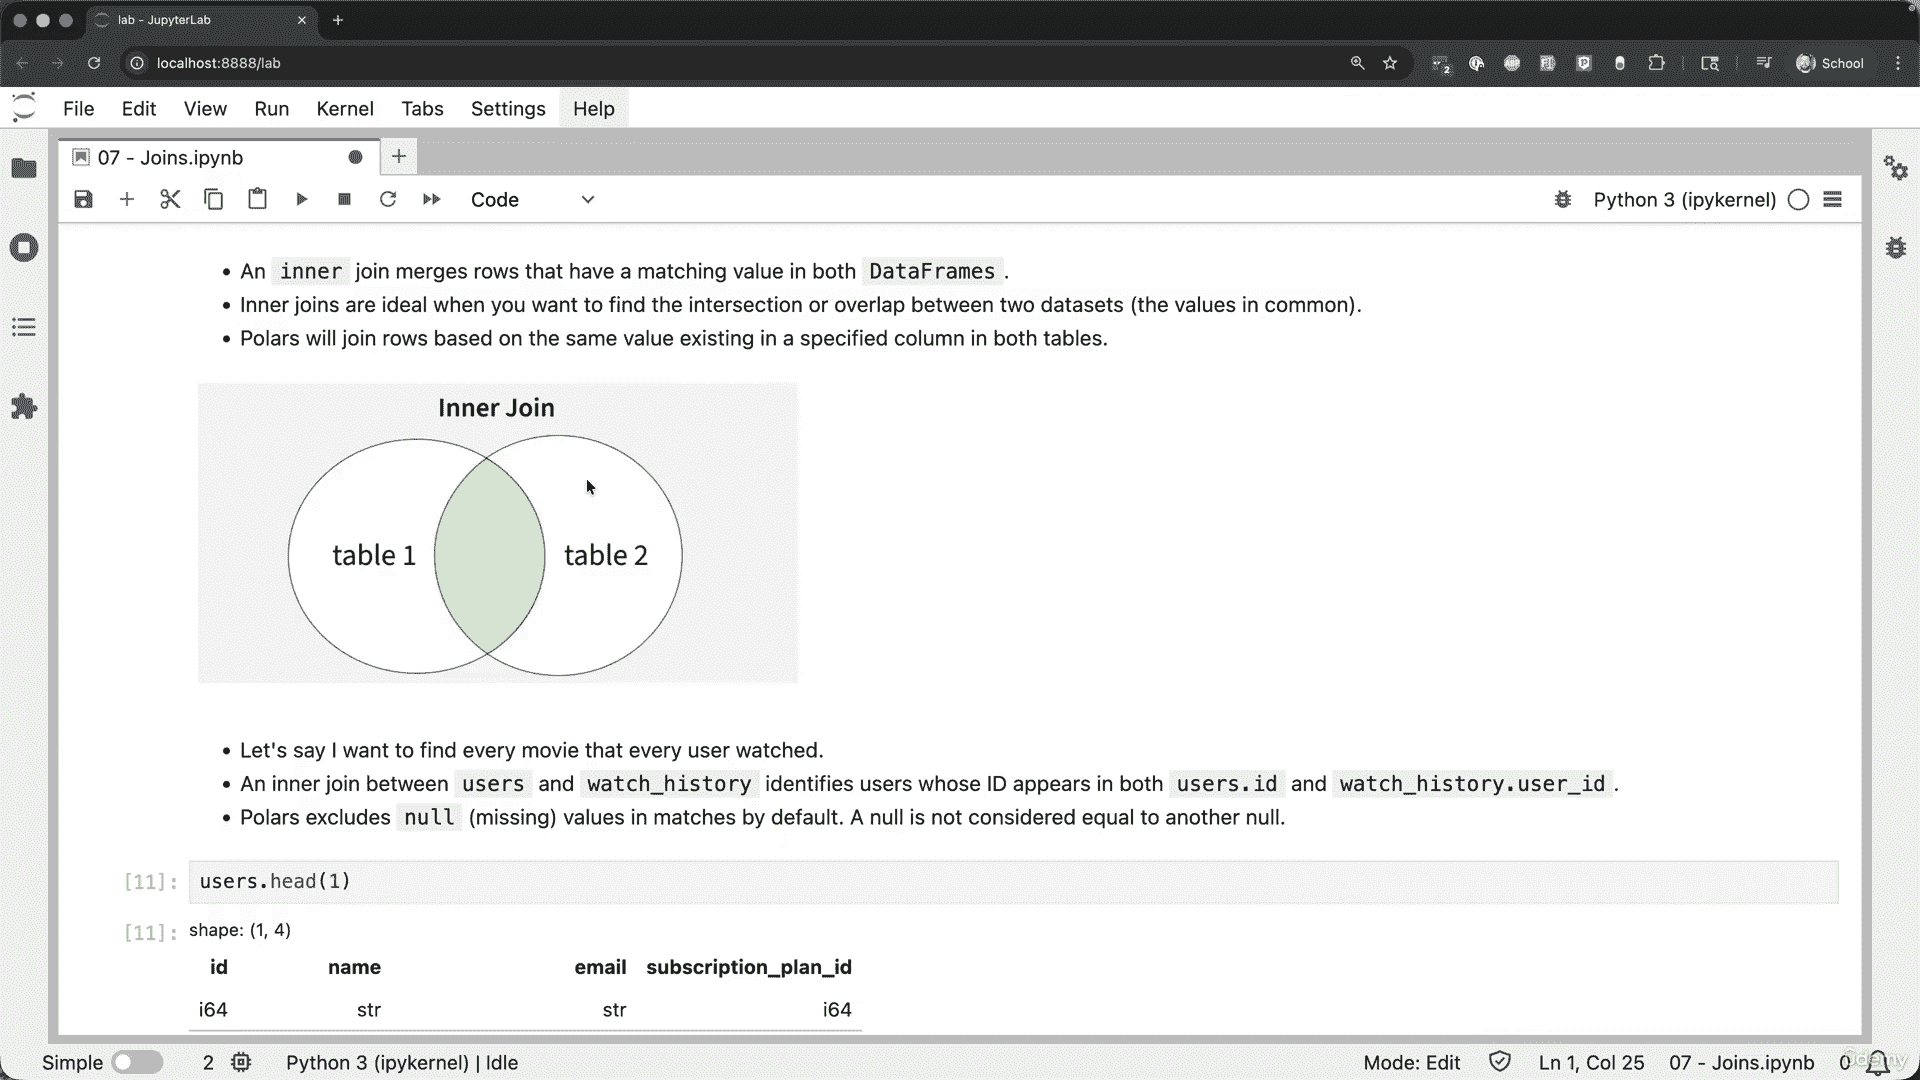 lab - JupyterLab
localhost:8888/lab
2
School
File Edit View Run Kernel Tabs Settings Help
07 - Joins.ipynb
Code
Python 3 (ipykernel)
• An inner join merges rows that have a matching value in both DataFrames.
• Inner joins are ideal when you want to find the intersection or overlap between two datasets (the values in common).
• Polars will join rows based on the same value existing in a specified column in both tables.
Inner Join
table 1 table 2
• Let's say I want to find every movie that every user watched.
• An inner join between users and watch_history identifies users whose ID appears in both users.id and watch_history.user_id.
• Polars excludes null (missing) values in matches by default. A null is not considered equal to another null.
[11]: users.head(1)
[11]: shape: (1, 4)
id name email subscription_plan_id
i64 str str i64
Simple 2 Python 3 (ipykernel) | Idle Mode: Edit Ln 1, Col 25 07 - Joins.ipynb 0
Udemy